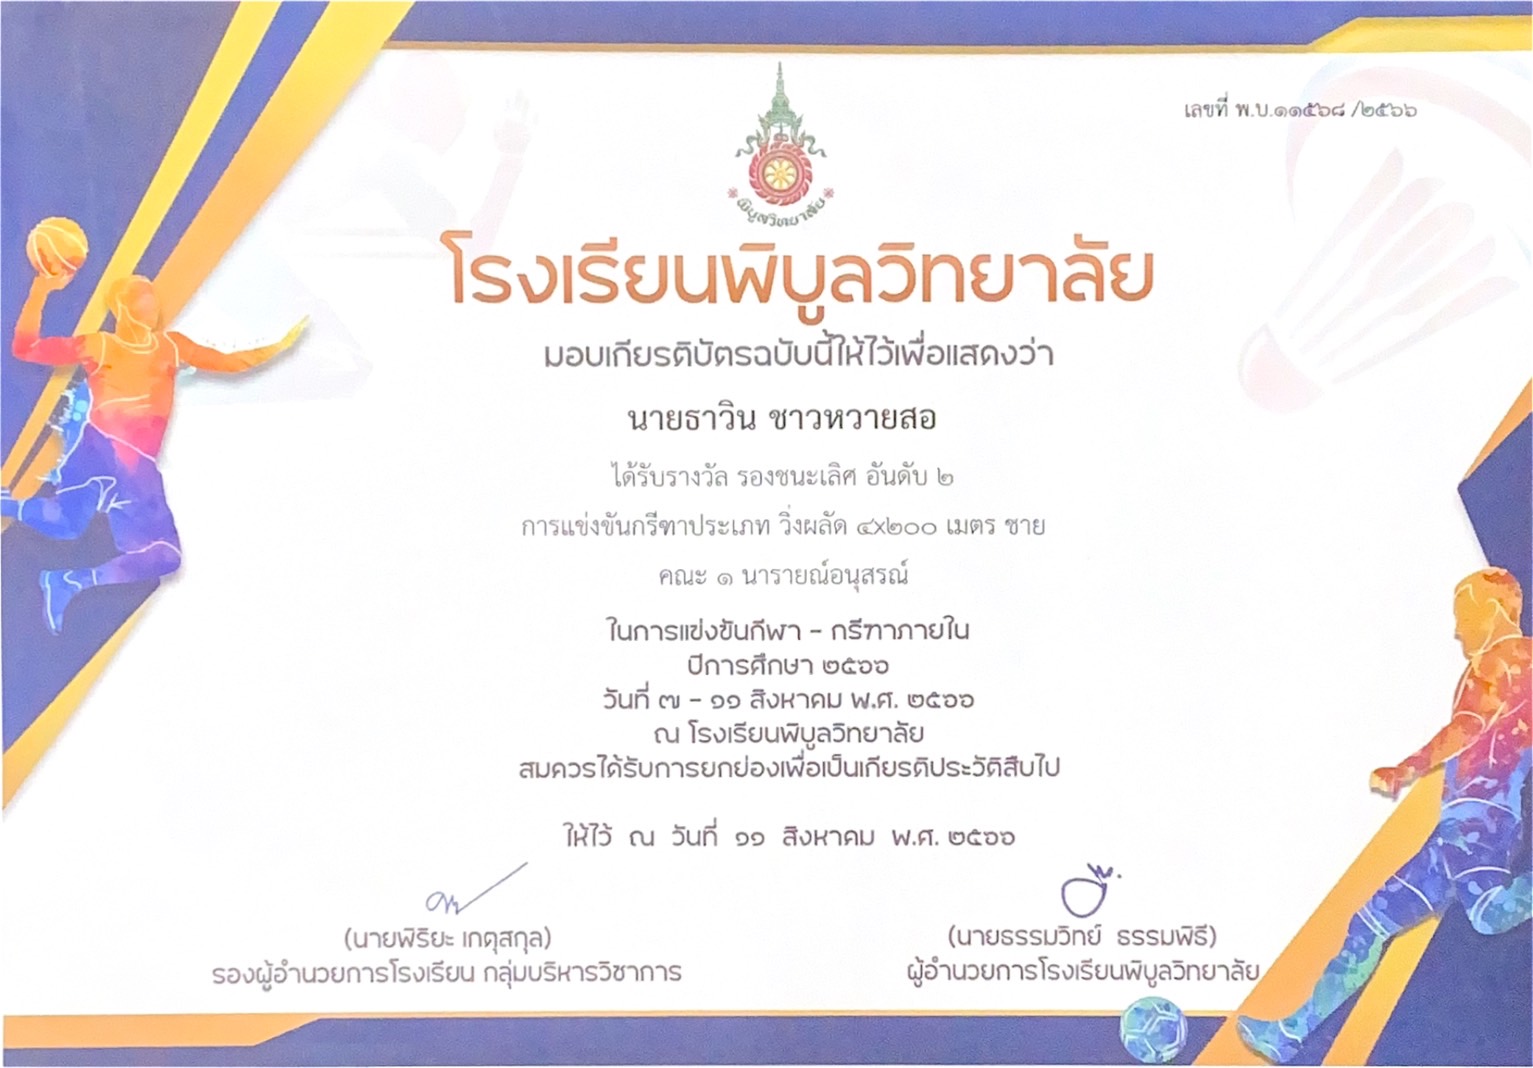 เลขที่ พ.บ.๑๑๕๖๘ /๒๕๖๖
พิบูลวิทยาลัย
โรงเรียนพิบูลวิทยาลัย
มอบเกียรติบัตรฉบับนี้ให้ไว้เพื่อแสดงว่า
นายธาวิน ชาวหวายสอ
ได้รับรางวัล รองชนะเลิศ อันดับ ๒
การแข่งขันกรีฑาประเภท วิ่งผลัด ๔x๒๐๐ เมตร ชาย
คณะ ๑ นารายณ์อนุสรณ์
ในการแข่งขันกีฬา - กรีฑาภายใน
ปีการศึกษา ๒๕๖๖
วันที่ ๗ - ๑๑ สิงหาคม พ.ศ. ๒๕๖๖
ณ โรงเรียนพิบูลวิทยาลัย
สมควรได้รับการยกย่องเพื่อเป็นเกียรติประวัติสืบไป
ให้ไว้ ณ วันที่ ๑๑ สิงหาคม พ.ศ. ๒๕๖๖
(นายพิริยะ เกตุสกุล)
รองผู้อำนวยการโรงเรียน กลุ่มบริหารวิชาการ
(นายธรรมวิทย์ ธรรมพิธี)
ผู้อำนวยการโรงเรียนพิบูลวิทยาลัย